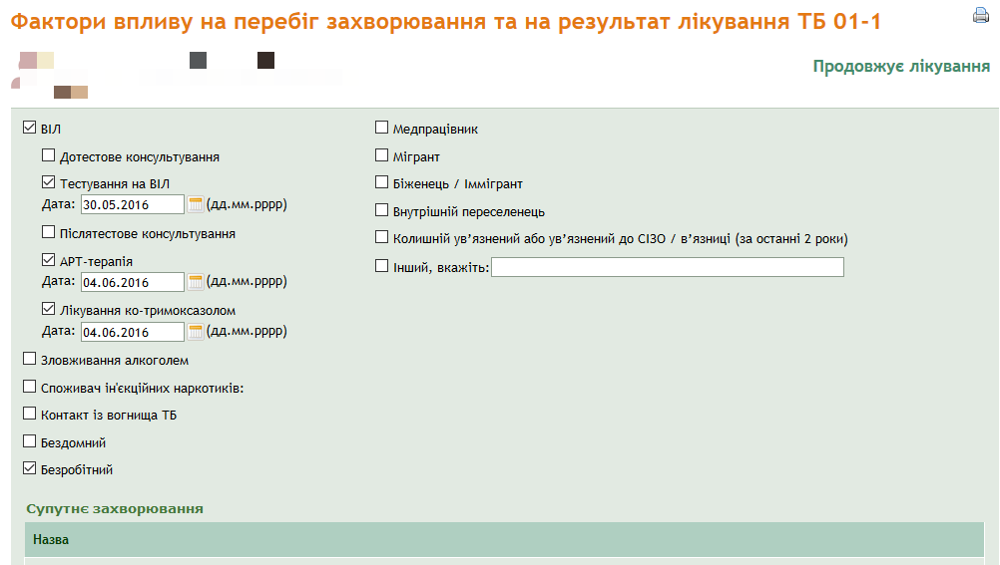 Фактори впливу на перебіг захворювання та на результат лікування ТБ 01-1
Продовжує лікування
ВІЛ
Дотестове консультування
Тестування на ВІЛ
Дата: 30.05.2016 (дд.мм.рррр)
Післятестове консультування
АРТ-терапія
Дата: 04.06.2016 (дд.мм.рррр)
Лікування ко-тримоксазолом
Дата: 04.06.2016 (дд.мм.рррр)
Зловживання алкоголем
Споживач ін'єкційних наркотиків:
Контакт із вогнища ТБ
Бездомний
Безробітний
Медпрацівник
Мігрант
Біженець / Іммігрант
Внутрішній переселенець
Колишній ув’язнений або ув’язнений до СІЗО / в’язниці (за останні 2 роки)
Інший, вкажіть:
Супутнє захворювання
Назва